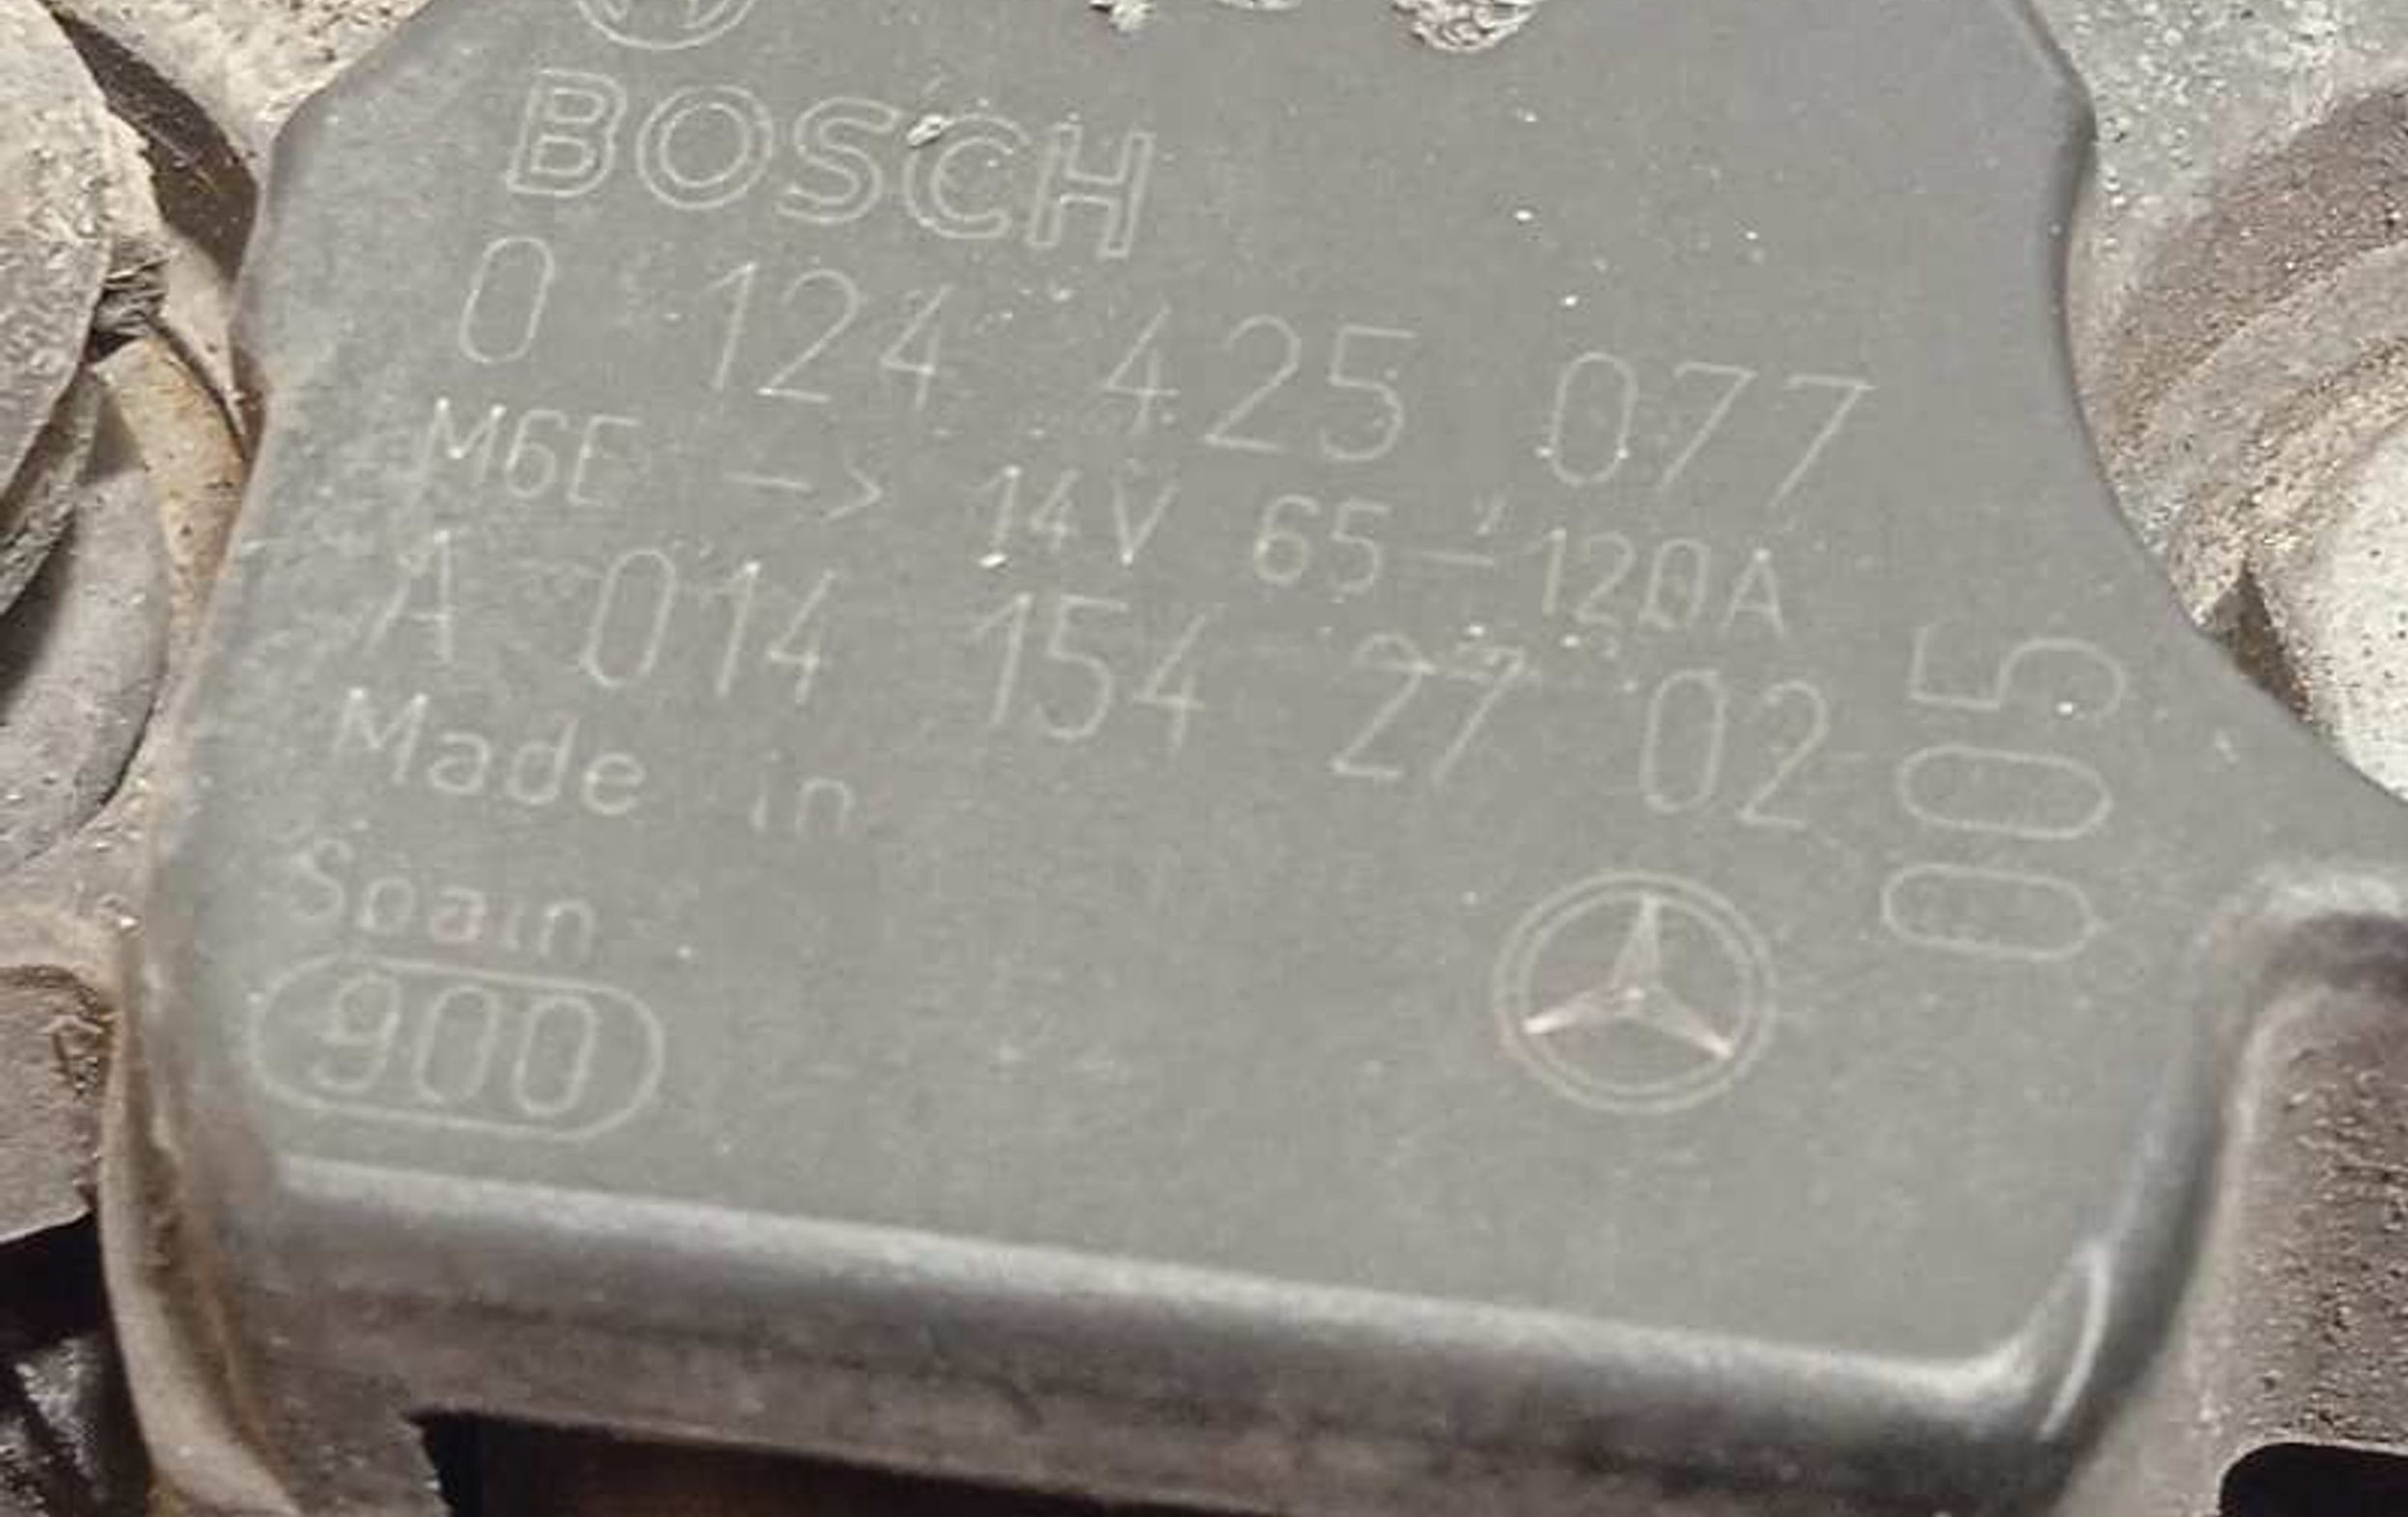 BOSCH
0 124 425 077
M6E -> 14V 65-120A
A 014 154 27 02
005
Made in
Spain
900